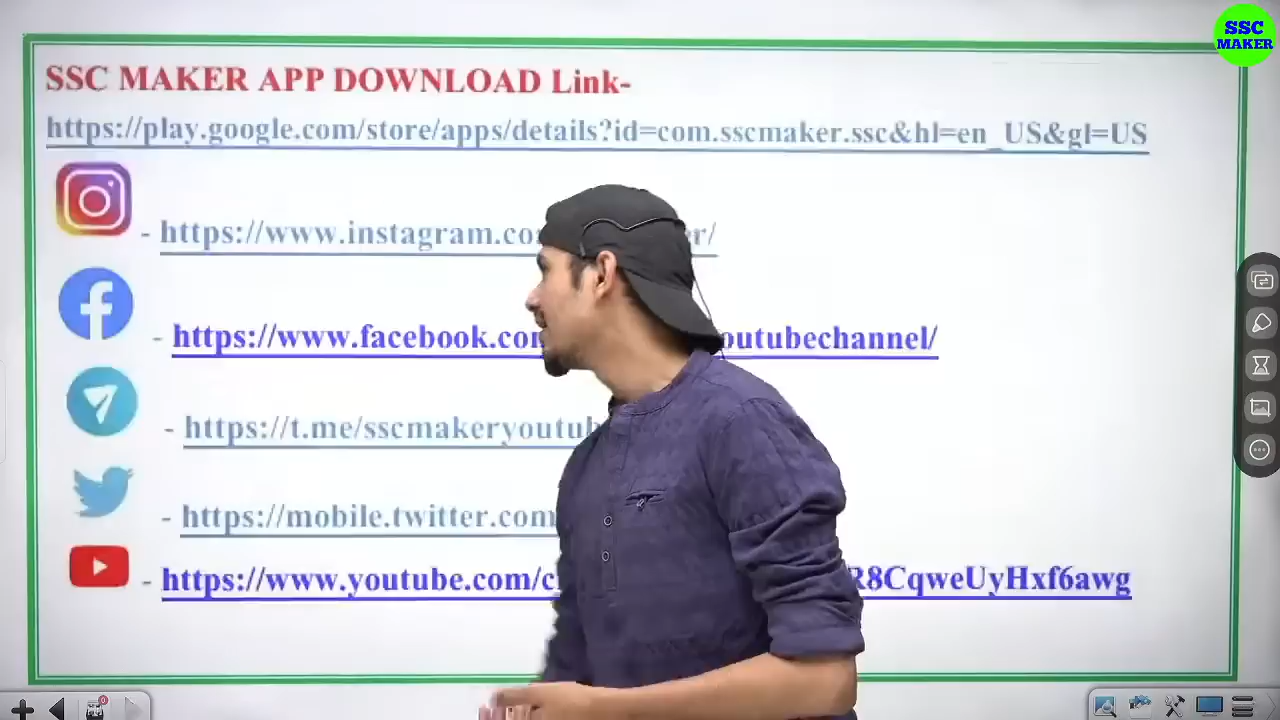 SSC
MAKER
SSC MAKER APP DOWNLOAD Link-
https://play.google.com/store/apps/details?id=com.sscmaker.ssc&hl=en_US&gl=US
- https://www.instagram.co r/
- https://www.facebook.com outubechannel/
- https://t.me/sscmakeryoutub
- https://mobile.twitter.com
- https://www.youtube.com/c R8CqweUyHxf6awg